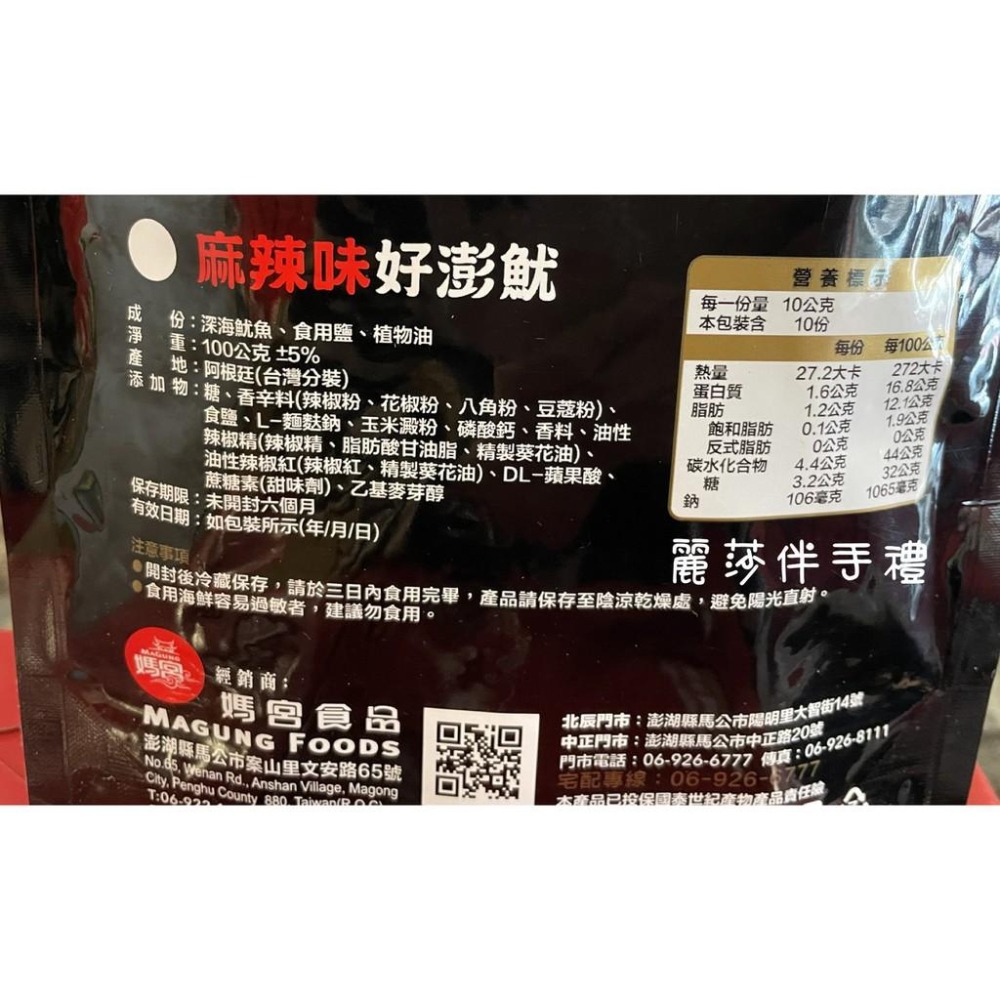 麻辣味好澎魷
成份：深海魷魚、食用鹽、植物油
淨重：100公克 ±5%
產地：阿根廷(台灣分裝)
添加物：糖、香辛料(辣椒粉、花椒粉、八角粉、豆蔻粉)、
食鹽、L-麵麩鈉、玉米澱粉、磷酸鈣、香料、油性
辣椒精(辣椒精、脂肪酸甘油脂、精製葵花油)、
油性辣椒紅(辣椒紅、精製葵花油)、DL-蘋果酸、
蔗糖素(甜味劑)、乙基麥芽醇
保存期限：未開封六個月
有效日期：如包裝所示(年/月/日)
注意事項
●開封後冷藏保存，請於三日內食用完畢，產品請保存至陰涼乾燥處，避免陽光直射。
●食用海鮮容易過敏者，建議勿食用。
營養標示
每一份量 10公克
本包裝含 10份
每份 每100公克
熱量 27.2大卡 272大卡
蛋白質 1.6公克 16.8公克
脂肪 1.2公克 12.1公克
飽和脂肪 0.1公克 1.9公克
反式脂肪 0公克 0公克
碳水化合物 4.4公克 44公克
糖 3.2公克 32公克
鈉 106毫克 1065毫克
麗莎伴手禮
MAGUNG
媽宮
經銷商：
媽宮食品
MAGUNG FOODS
澎湖縣馬公市案山里文安路65號
No.65, Wenan Rd., Anshan Village, Magong
City, Penghu County 880, Taiwan(R.O.C)
T:06-922
北辰門市：澎湖縣馬公市陽明里大智街14號
中正門市：澎湖縣馬公市中正路20號
門市電話：06-926-6777 傳真：06-926-8111
宅配專線：06-926-6777
本產品已投保國泰世紀產物產品責任險